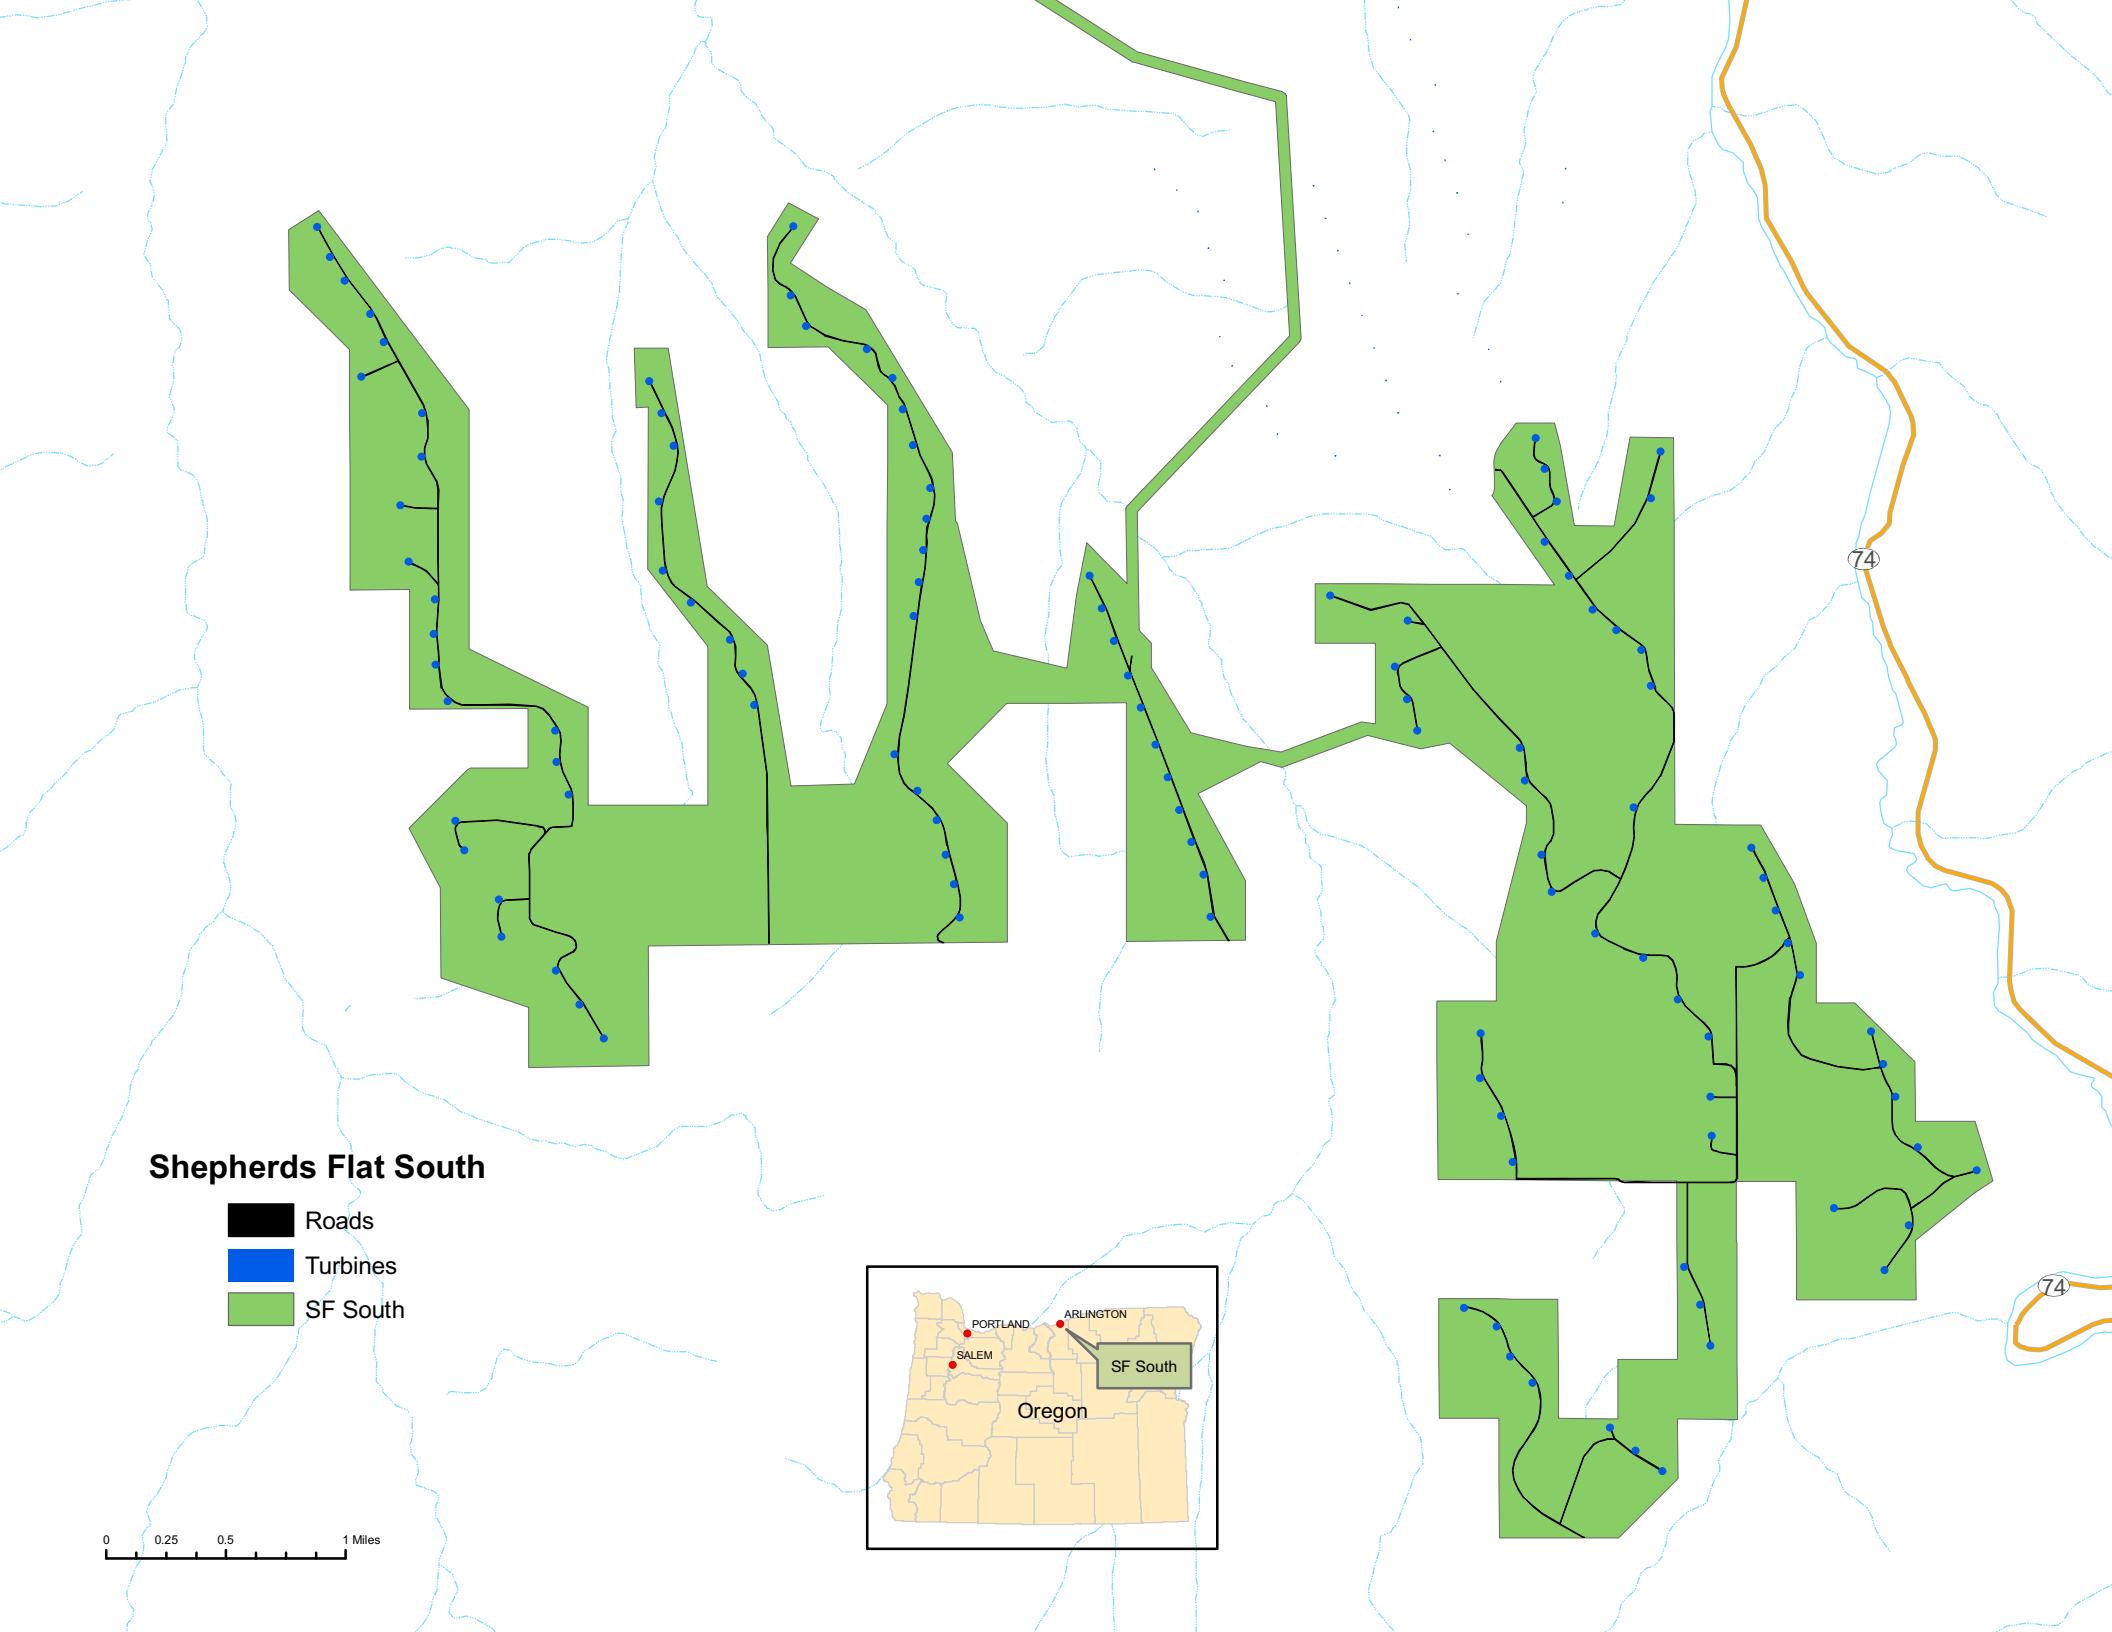 74
Shepherds Flat South
Roads
Turbines
SF South
74
PORTLAND
ARLINGTON
SALEM
SF South
Oregon
0 0.25 0.5 1 Miles